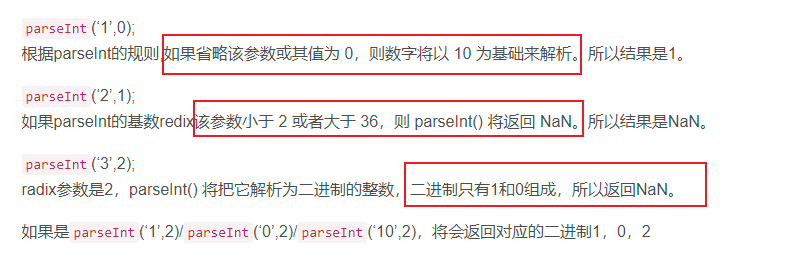 parseInt(‘1’,0);
根据parseInt的规则,如果省略该参数或其值为 0，则数字将以 10 为基础来解析。所以结果是1。
parseInt(‘2’,1);
如果parseInt的基数redix该参数小于 2 或者大于 36，则 parseInt() 将返回 NaN。所以结果是NaN。
parseInt(‘3’,2);
radix参数是2，parseInt() 将把它解析为二进制的整数，二进制只有1和0组成，所以返回NaN。
如果是parseInt(‘1’,2)/parseInt(‘0’,2)/parseInt(‘10’,2)，将会返回对应的二进制1，0，2